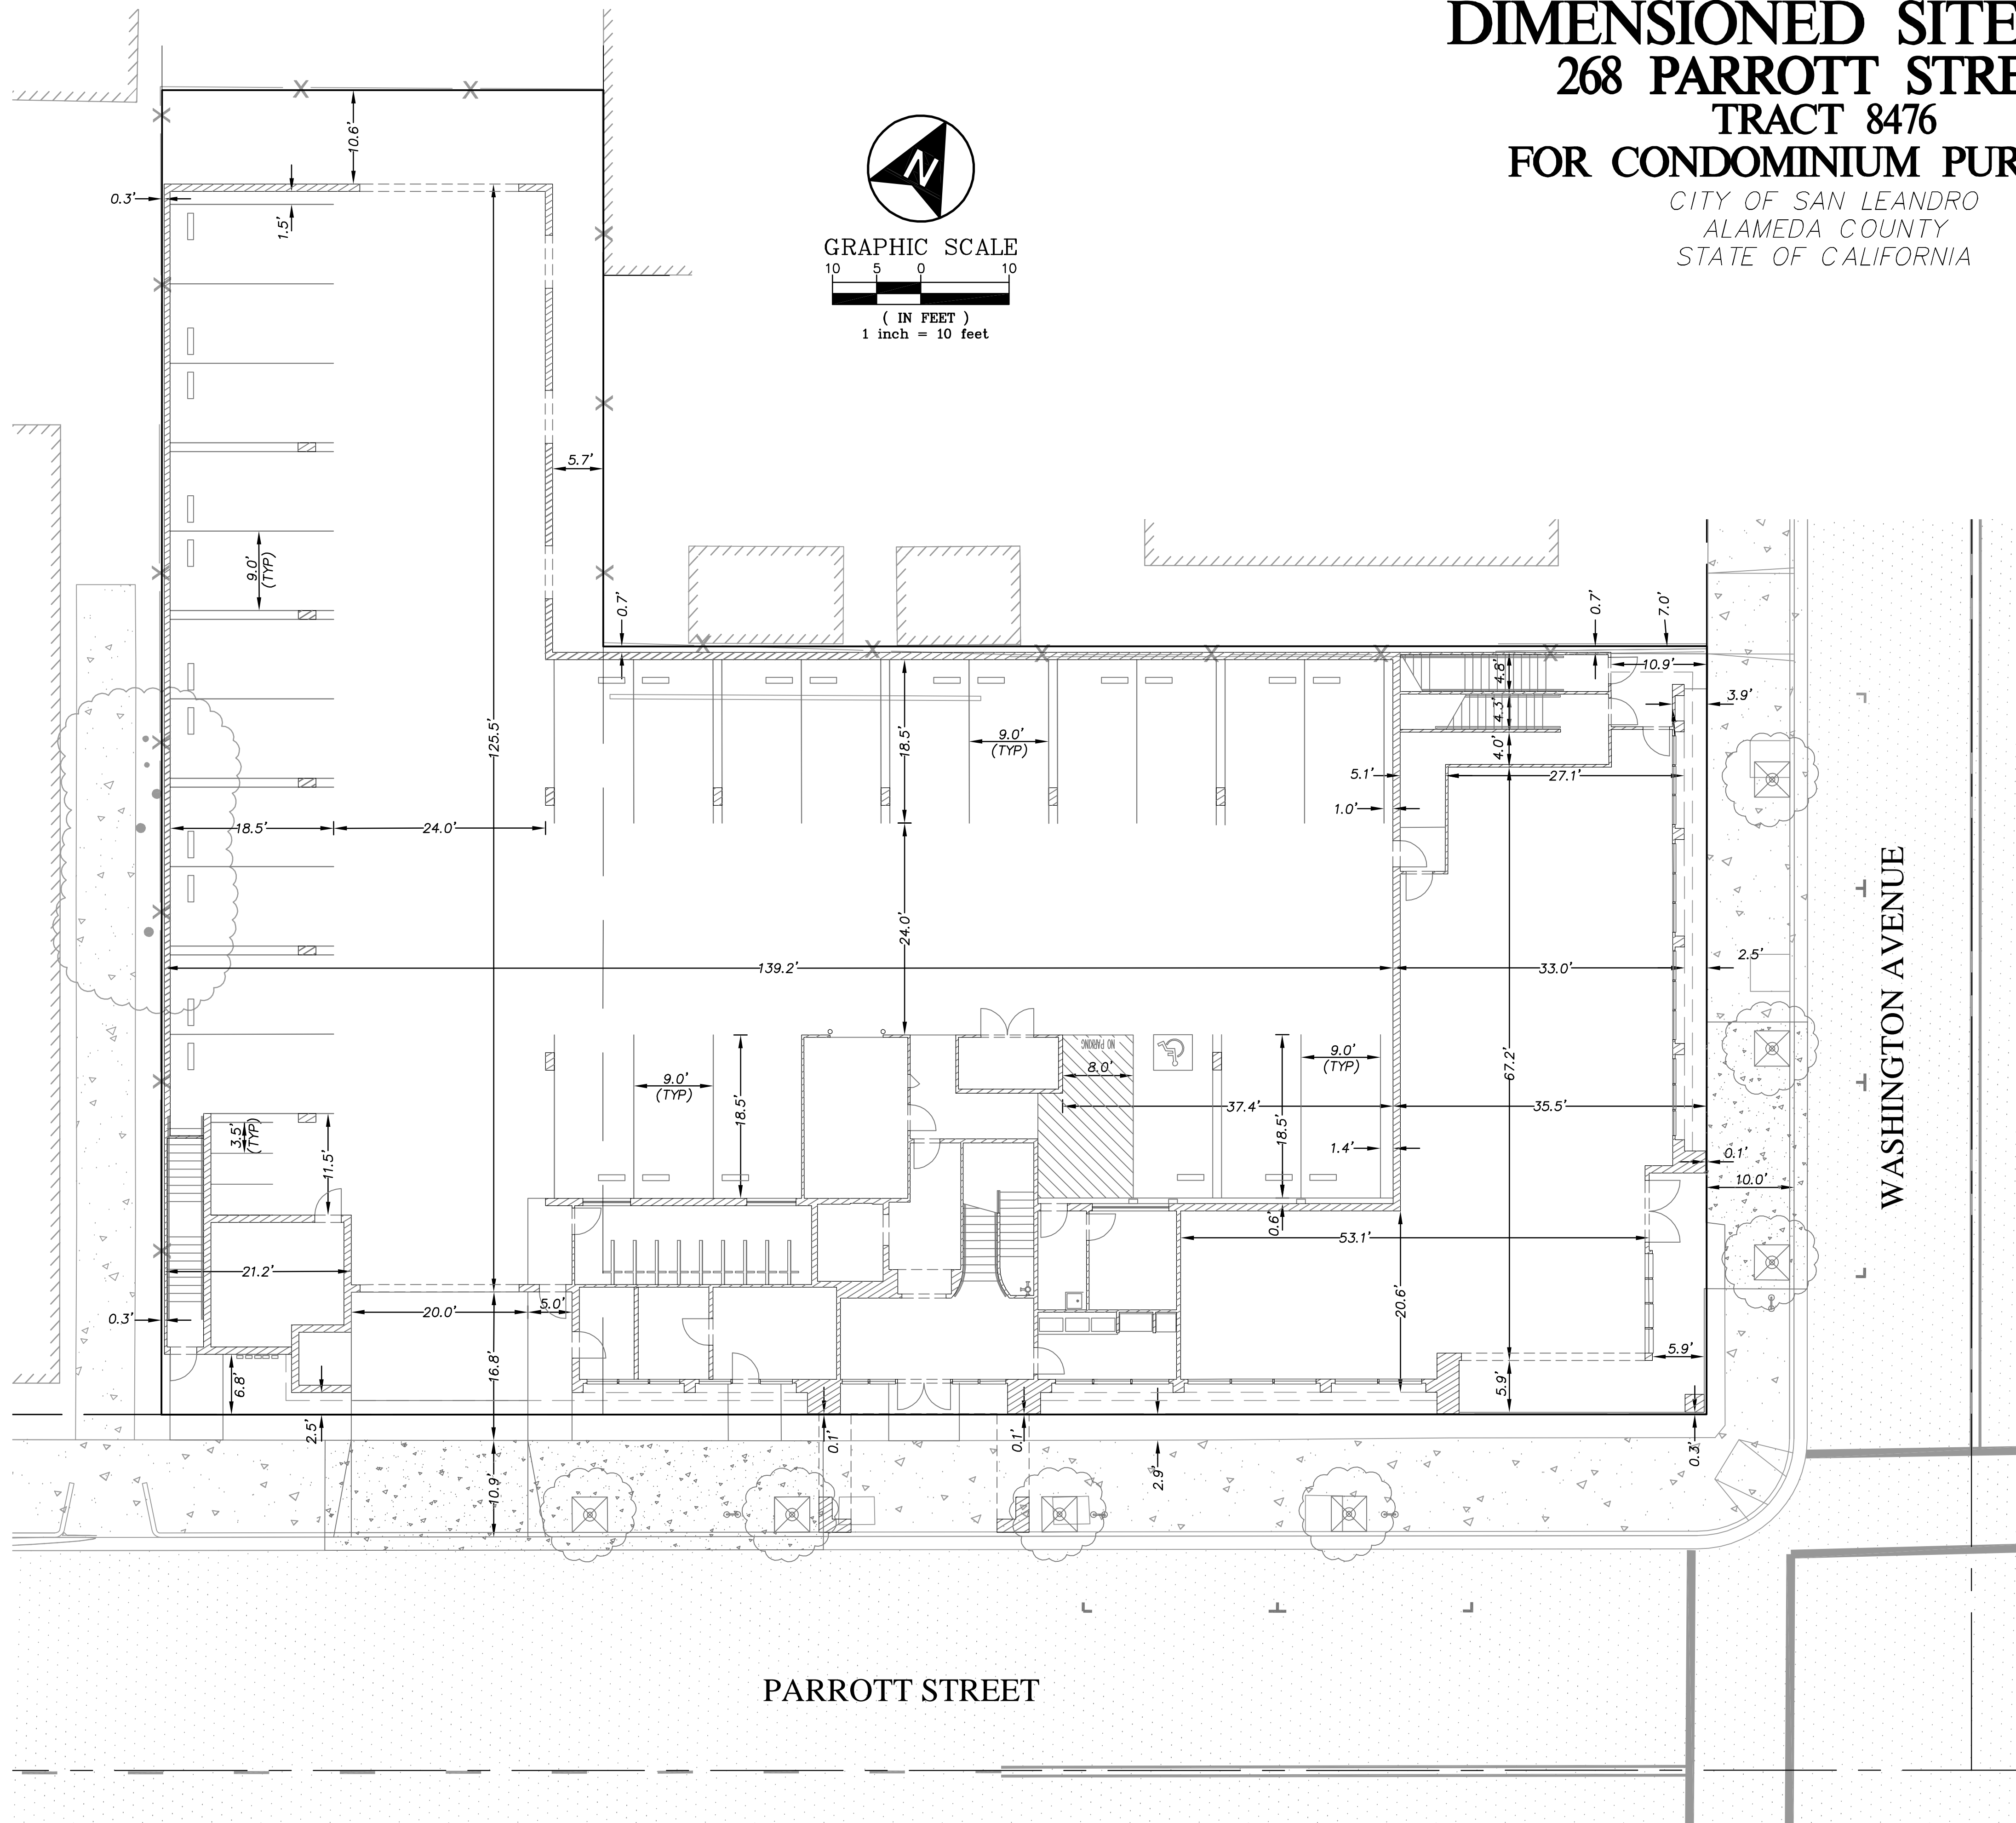 DIMENSIONED SITE
268 PARROTT STRE
TRACT 8476
FOR CONDOMINIUM PUR
CITY OF SAN LEANDRO
ALAMEDA COUNTY
STATE OF CALIFORNIA
N
GRAPHIC SCALE
10 5 0 10
( IN FEET )
1 inch = 10 feet
10.6'
0.3'
1.5'
5.7'
9.0'
(TYP)
0.7'
0.7'
7.0'
10.9'
4.8'
3.9'
4.3'
4.0'
125.5'
18.5'
9.0'
(TYP)
5.1'
27.1'
1.0'
18.5'
24.0'
24.0'
139.2'
33.0'
2.5'
WASHINGTON AVENUE
NO PARKING
8.0'
9.0'
(TYP)
9.0'
(TYP)
67.2'
18.5'
37.4'
35.5'
18.5'
3.5'
(TYP)
11.5'
1.4'
0.1'
10.0'
0.6'
53.1'
21.2'
0.3'
20.0'
5.0'
20.6'
16.8'
6.8'
5.9'
5.9'
2.5'
0.1'
0.1'
2.9'
0.3'
10.9'
PARROTT STREET